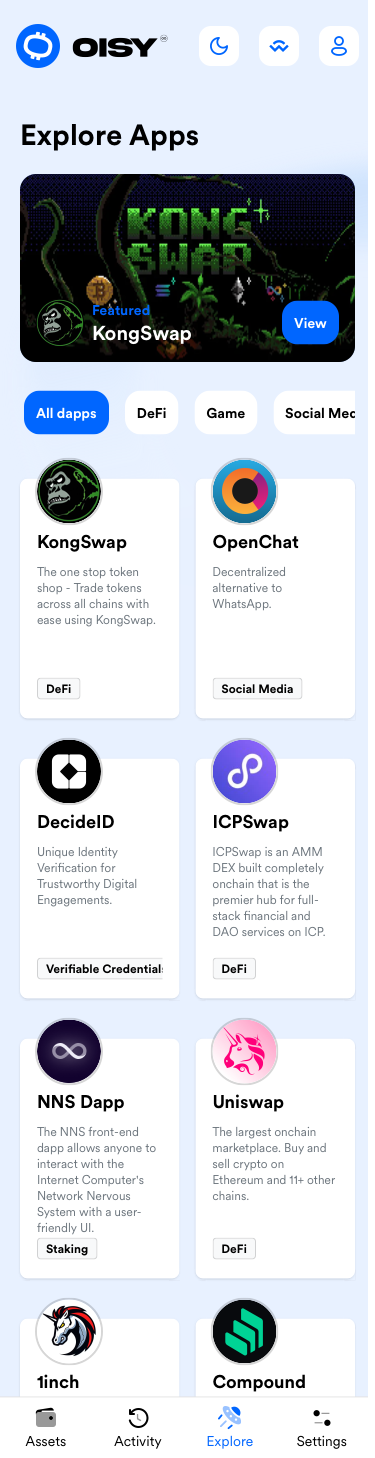 OISY
Explore Apps
KONG
SWAP
Featured
KongSwap
View
All dapps
DeFi
Game
Social Med
KongSwap
The one stop token
shop - Trade tokens
across all chains with
ease using KongSwap.
DeFi
OpenChat
Decentralized
alternative to
WhatsApp.
Social Media
DecideID
Unique Identity
Verification for
Trustworthy Digital
Engagements.
Verifiable Credentials
ICPSwap
ICPSwap is an AMM
DEX built completely
onchain that is the
premier hub for full-
stack financial and
DAO services on ICP.
DeFi
NNS Dapp
The NNS front-end
dapp allows anyone to
interact with the
Internet Computer's
Network Nervous
System with a user-
friendly UI.
Staking
Uniswap
The largest onchain
marketplace. Buy and
sell crypto on
Ethereum and 11+ other
chains.
DeFi
1inch
Compound
Assets
Activity
Explore
Settings